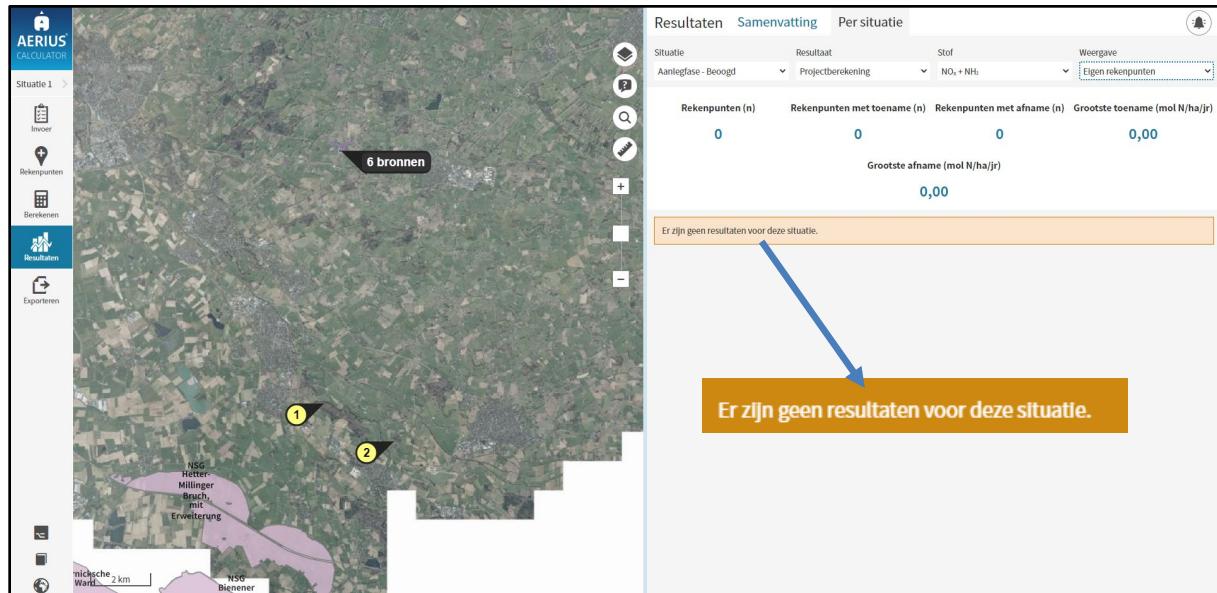 AERIUS
CALCULATOR
Situatie 1
Invoer
Rekenpunten
Berekenen
Resultaten
Exporteren
6 bronnen
1
2
NSG
Hetter-
Millinger
Bruch,
mit
Erweiterung
nicksche
Ward
2 km
NSG
Bienener
Resultaten Samenvatting Per situatie
Situatie Resultaat Stof Weergave
Aanlegfase - Beoogd Projectberekening NOₓ + NH₃ Eigen rekenpunten
Rekenpunten (n) Rekenpunten met toename (n) Rekenpunten met afname (n) Grootste toename (mol N/ha/jr)
0 0 0 0,00
Grootste afname (mol N/ha/jr)
0,00
Er zijn geen resultaten voor deze situatie.
Er zijn geen resultaten voor deze situatie.